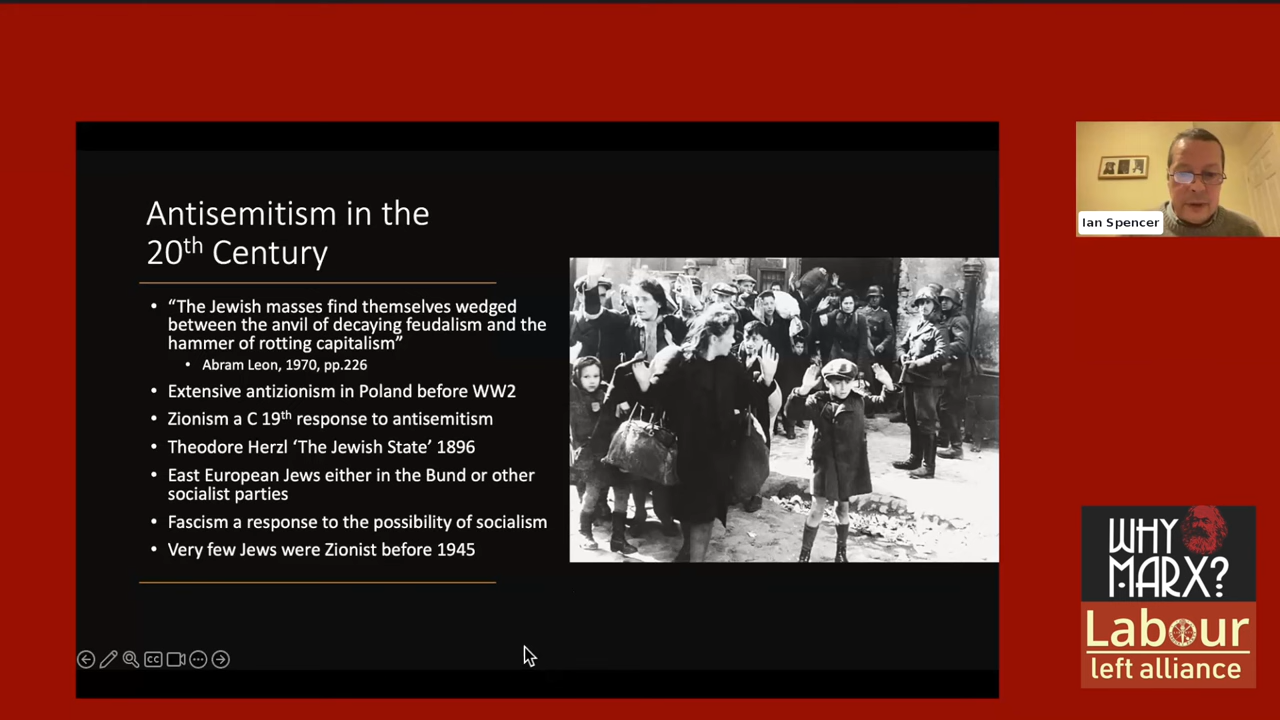 Antisemitism in the
20th Century
• “The Jewish masses find themselves wedged
between the anvil of decaying feudalism and the
hammer of rotting capitalism”
• Abram Leon, 1970, pp.226
• Extensive antizionism in Poland before WW2
• Zionism a C 19th response to antisemitism
• Theodore Herzl ‘The Jewish State’ 1896
• East European Jews either in the Bund or other
socialist parties
• Fascism a response to the possibility of socialism
• Very few Jews were Zionist before 1945
CC
Ian Spencer
WHY
MARX?
Labour
left alliance